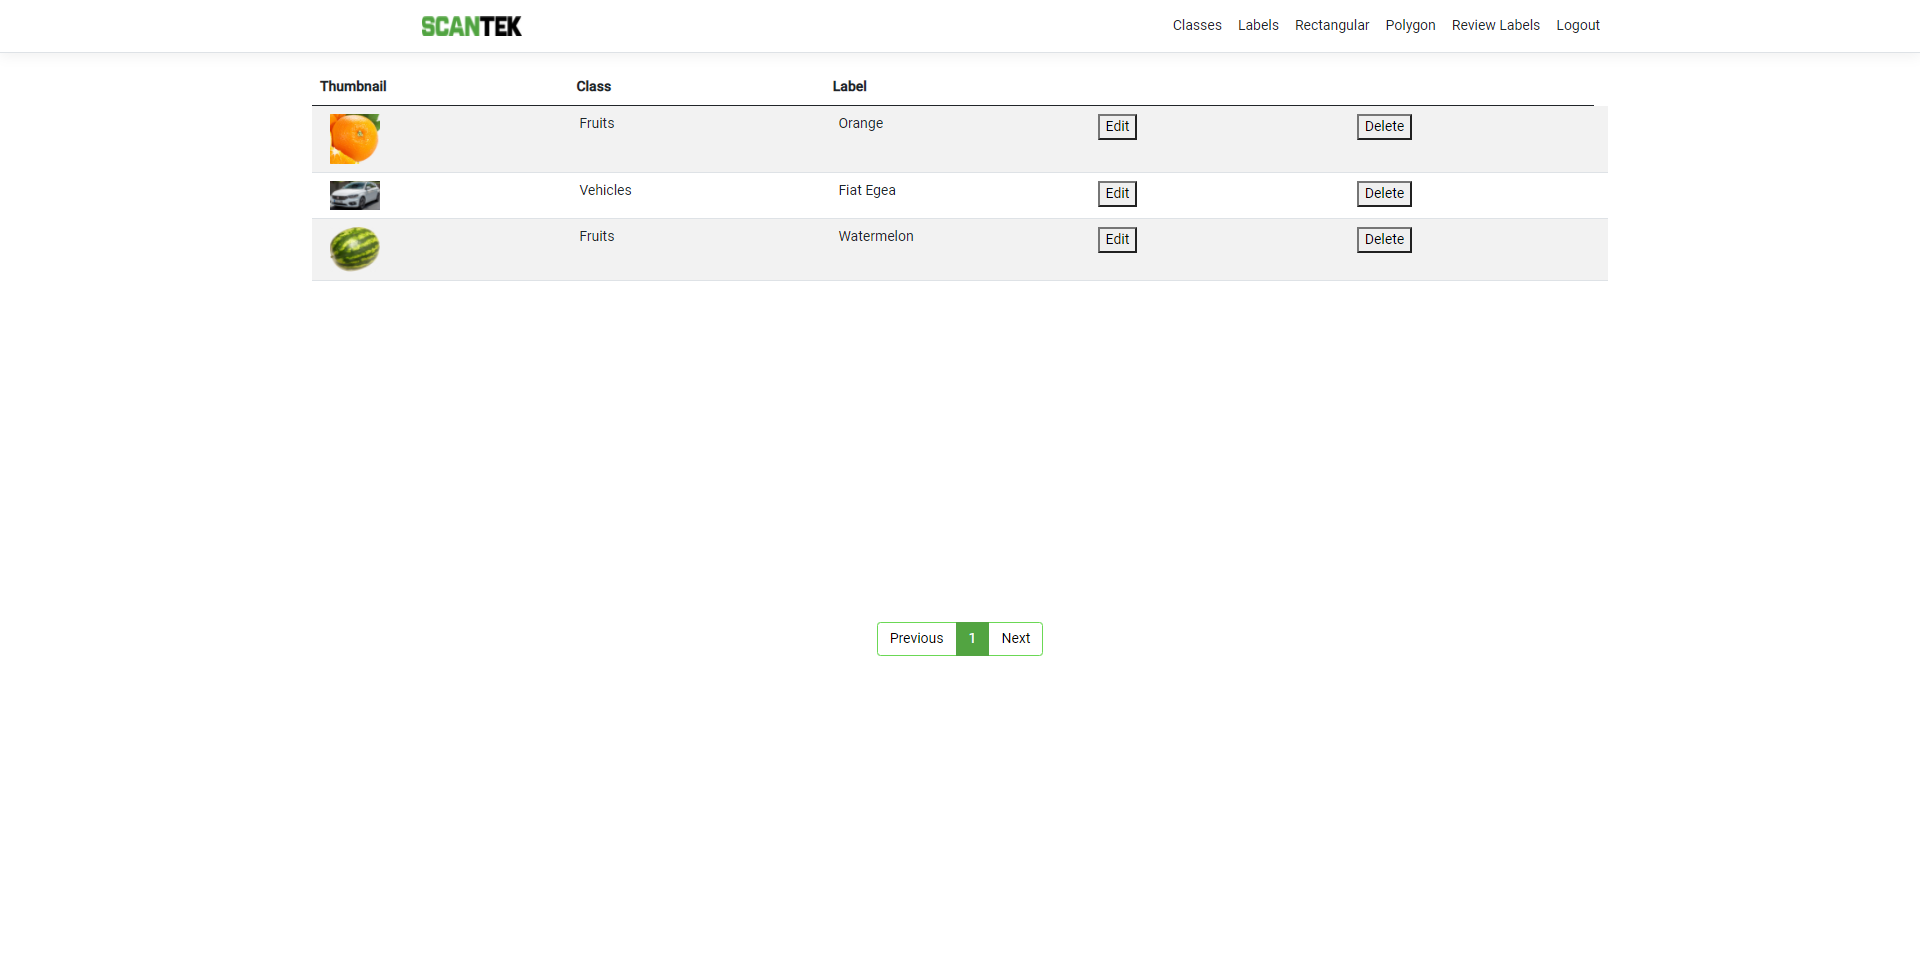 SCANTEK
Classes Labels Rectangular Polygon Review Labels Logout
Thumbnail Class Label
Fruits Orange Edit Delete
Vehicles Fiat Egea Edit Delete
Fruits Watermelon Edit Delete
Previous 1 Next